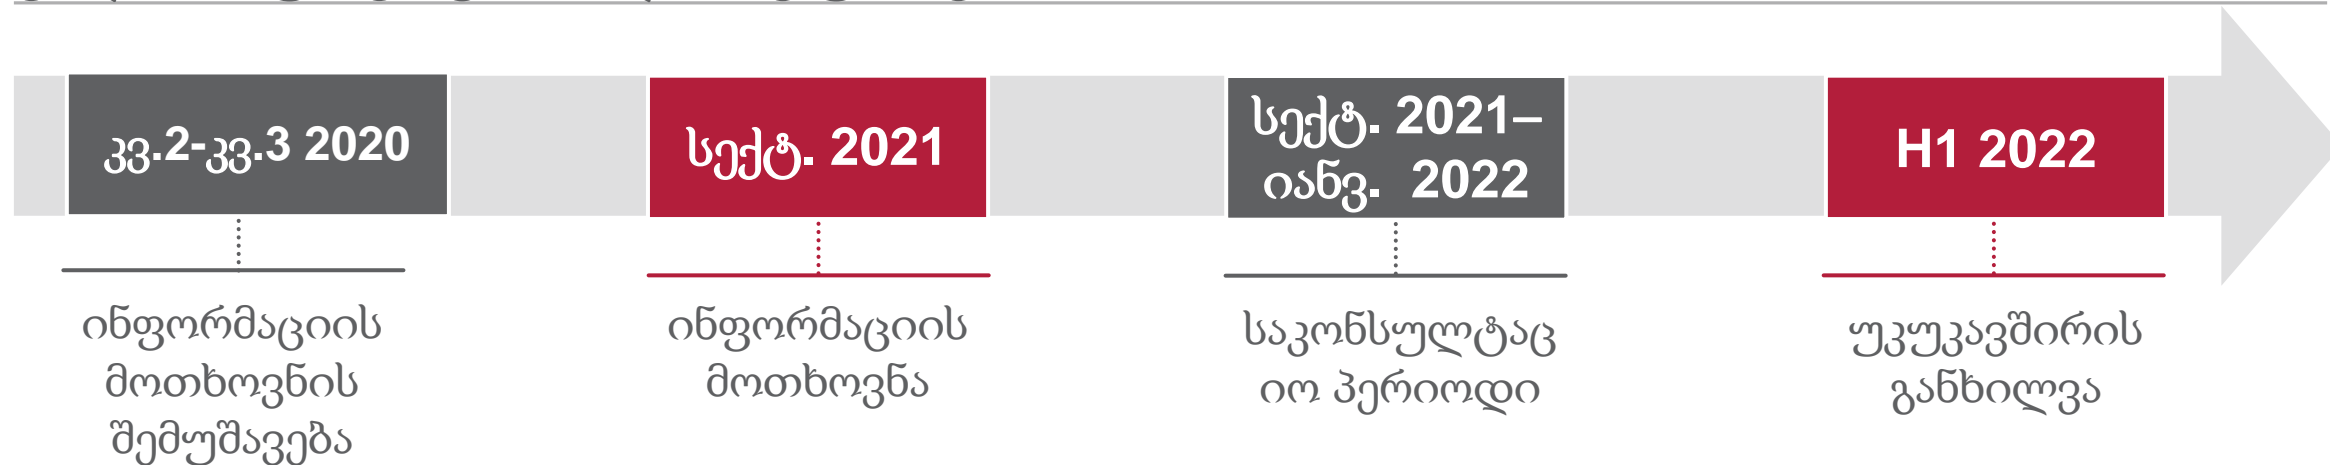 კვ.2-კვ.3 2020
სექტ. 2021
სექტ. 2021–
იანვ. 2022
H1 2022
ინფორმაციის
მოთხოვნის
შემუშავება
ინფორმაციის
მოთხოვნა
საკონსულტაც
იო პერიოდი
უკუკავშირის
განხილვა